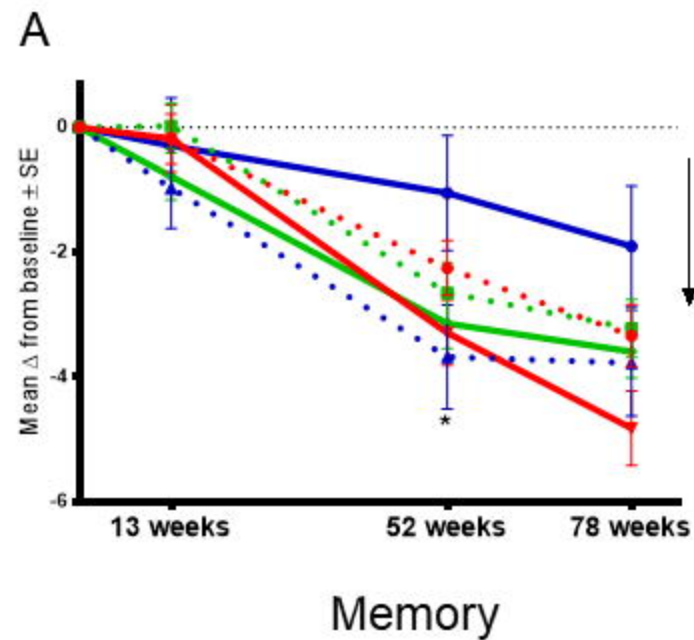 A
Mean Δ from baseline ± SE
0
-2
-4
-6
*
13 weeks 52 weeks 78 weeks
Memory